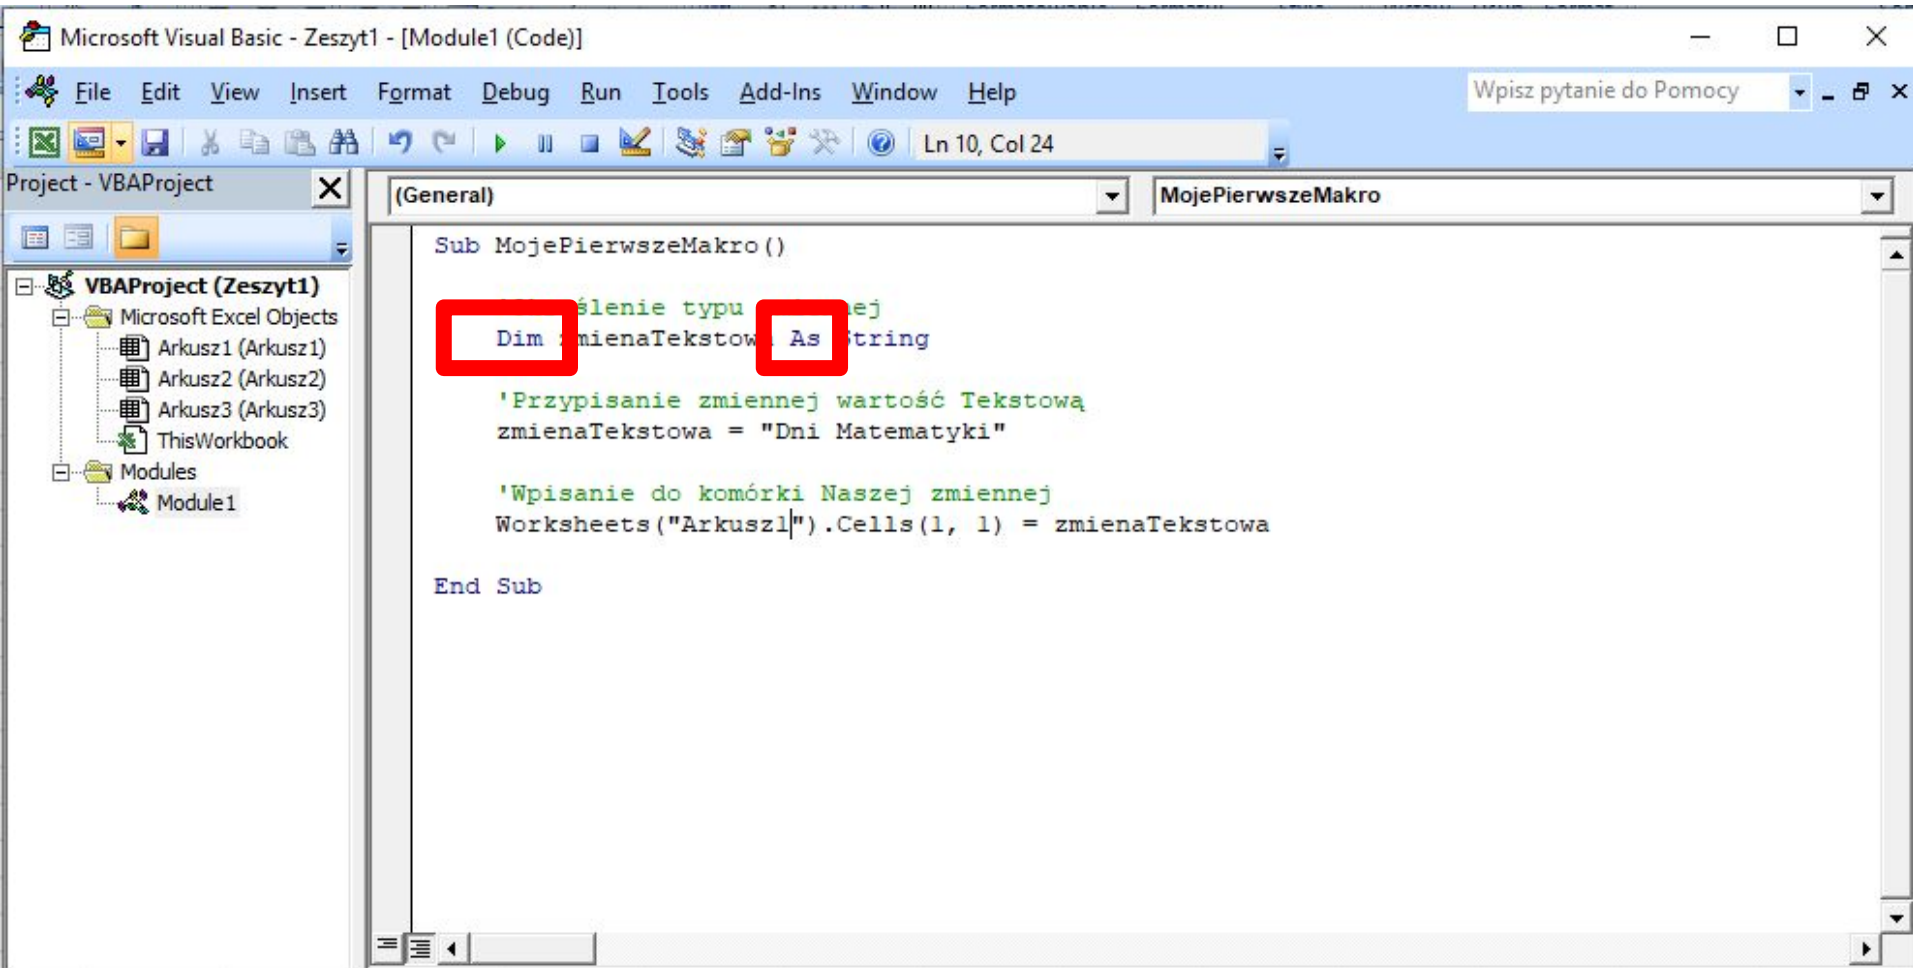 Microsoft Visual Basic - Zeszyt1 - [Module1 (Code)]
File Edit View Insert Format Debug Run Tools Add-Ins Window Help
Wpisz pytanie do Pomocy
Ln 10, Col 24
Project - VBAProject
(General)
MojePierwszeMakro
VBAProject (Zeszyt1)
Microsoft Excel Objects
Arkusz1 (Arkusz1)
Arkusz2 (Arkusz2)
Arkusz3 (Arkusz3)
ThisWorkbook
Modules
Module1
Sub MojePierwszeMakro()
typu
Dim zmienaTekstowa As String
'Przypisanie zmiennej wartość Tekstową
zmienaTekstowa = "Dni Matematyki"
'Wpisanie do komórki Naszej zmiennej
Worksheets("Arkusz1").Cells(1, 1) = zmienaTekstowa
End Sub